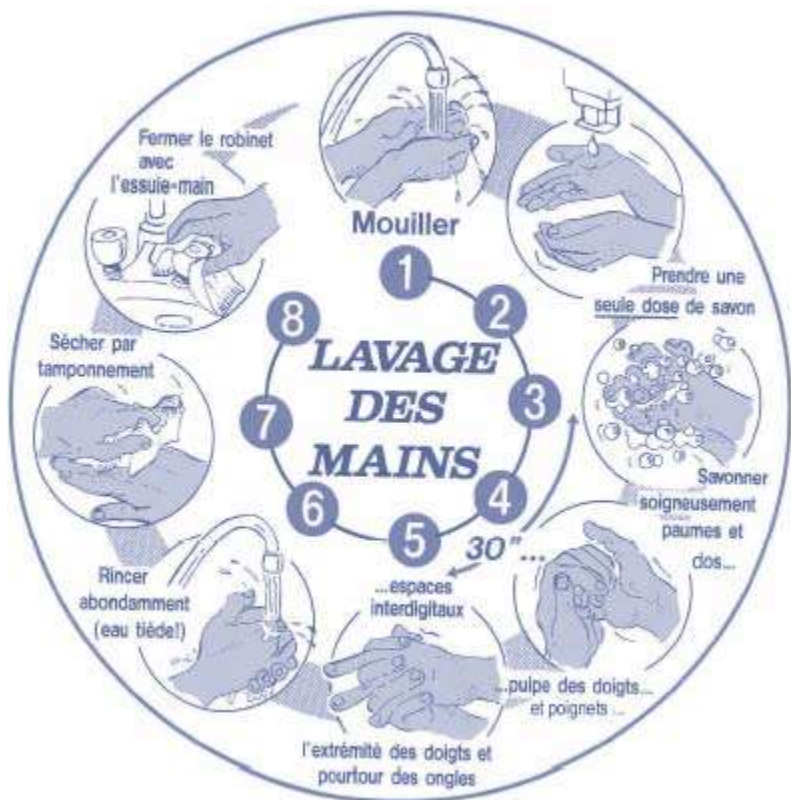 Mouiller
1
Prendre une
seule dose de savon
2
Savonner
soigneusement
paumes et
dos...
3
...pulpe des doigts...
et poignets ...
4
30"...
...espaces
interdigitaux
l'extrémité des doigts et
pourtour des ongles
5
Rincer
abondamment
(eau tiède!)
6
Sécher par
tamponnement
7
Fermer le robinet
avec
l'essuie-main
8
LAVAGE
DES
MAINS